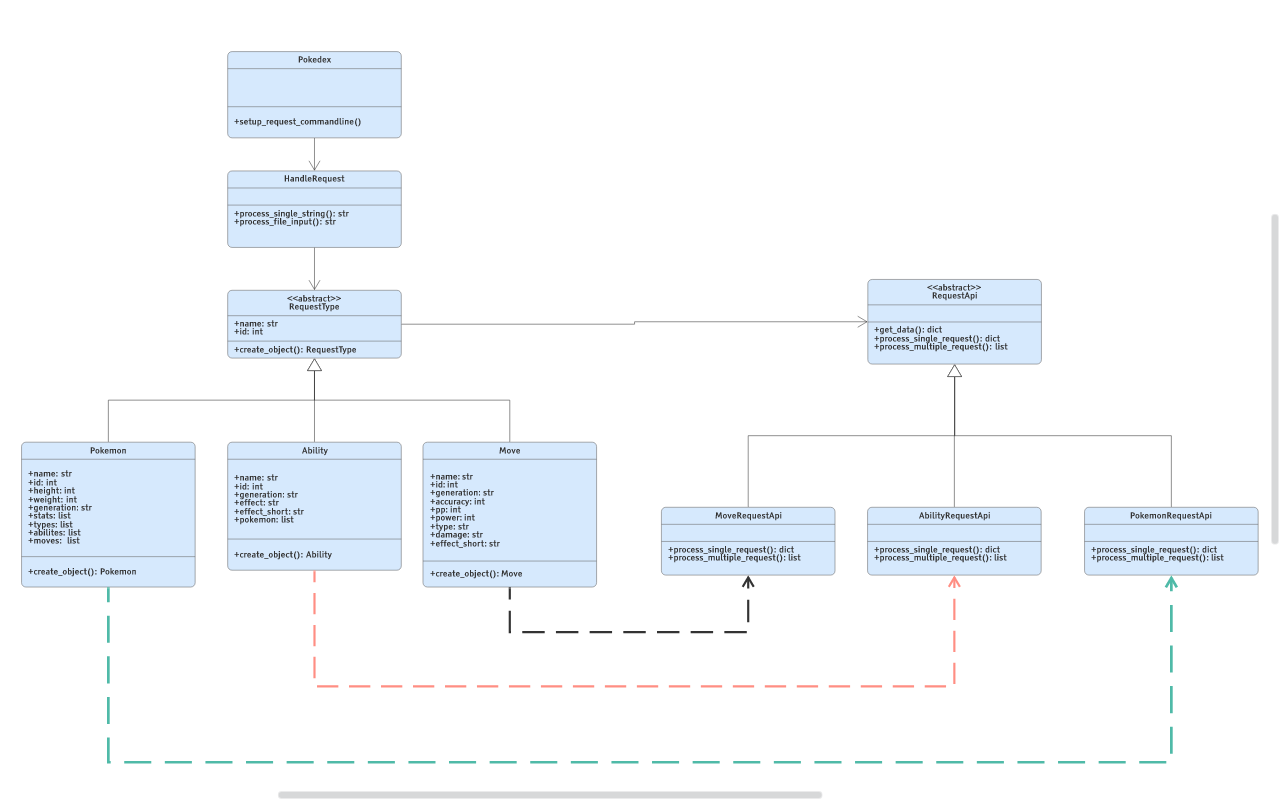 Pokedex
+setup_request_commandline()
HandleRequest
+process_single_string(): str
+process_file_input(): str
<<abstract>>
RequestType
+name: str
+id: int
+create_object(): RequestType
<<abstract>>
RequestApi
+get_data(): dict
+process_single_request(): dict
+process_multiple_request(): list
Pokemon
+name: str
+id: int
+height: int
+weight: int
+generation: str
+stats: list
+types: list
+abilites: list
+moves:  list
+create_object(): Pokemon
Ability
+name: str
+id: int
+generation: str
+effect: str
+effect_short: str
+pokemon: list
+create_object(): Ability
Move
+name: str
+id: int
+generation: str
+accuracy: int
+pp: int
+power: int
+type: str
+damage: str
+effect_short: str
+create_object(): Move
MoveRequestApi
+process_single_request(): dict
+process_multiple_request(): list
AbilityRequestApi
+process_single_request(): dict
+process_multiple_request(): list
PokemonRequestApi
+process_single_request(): dict
+process_multiple_request(): list